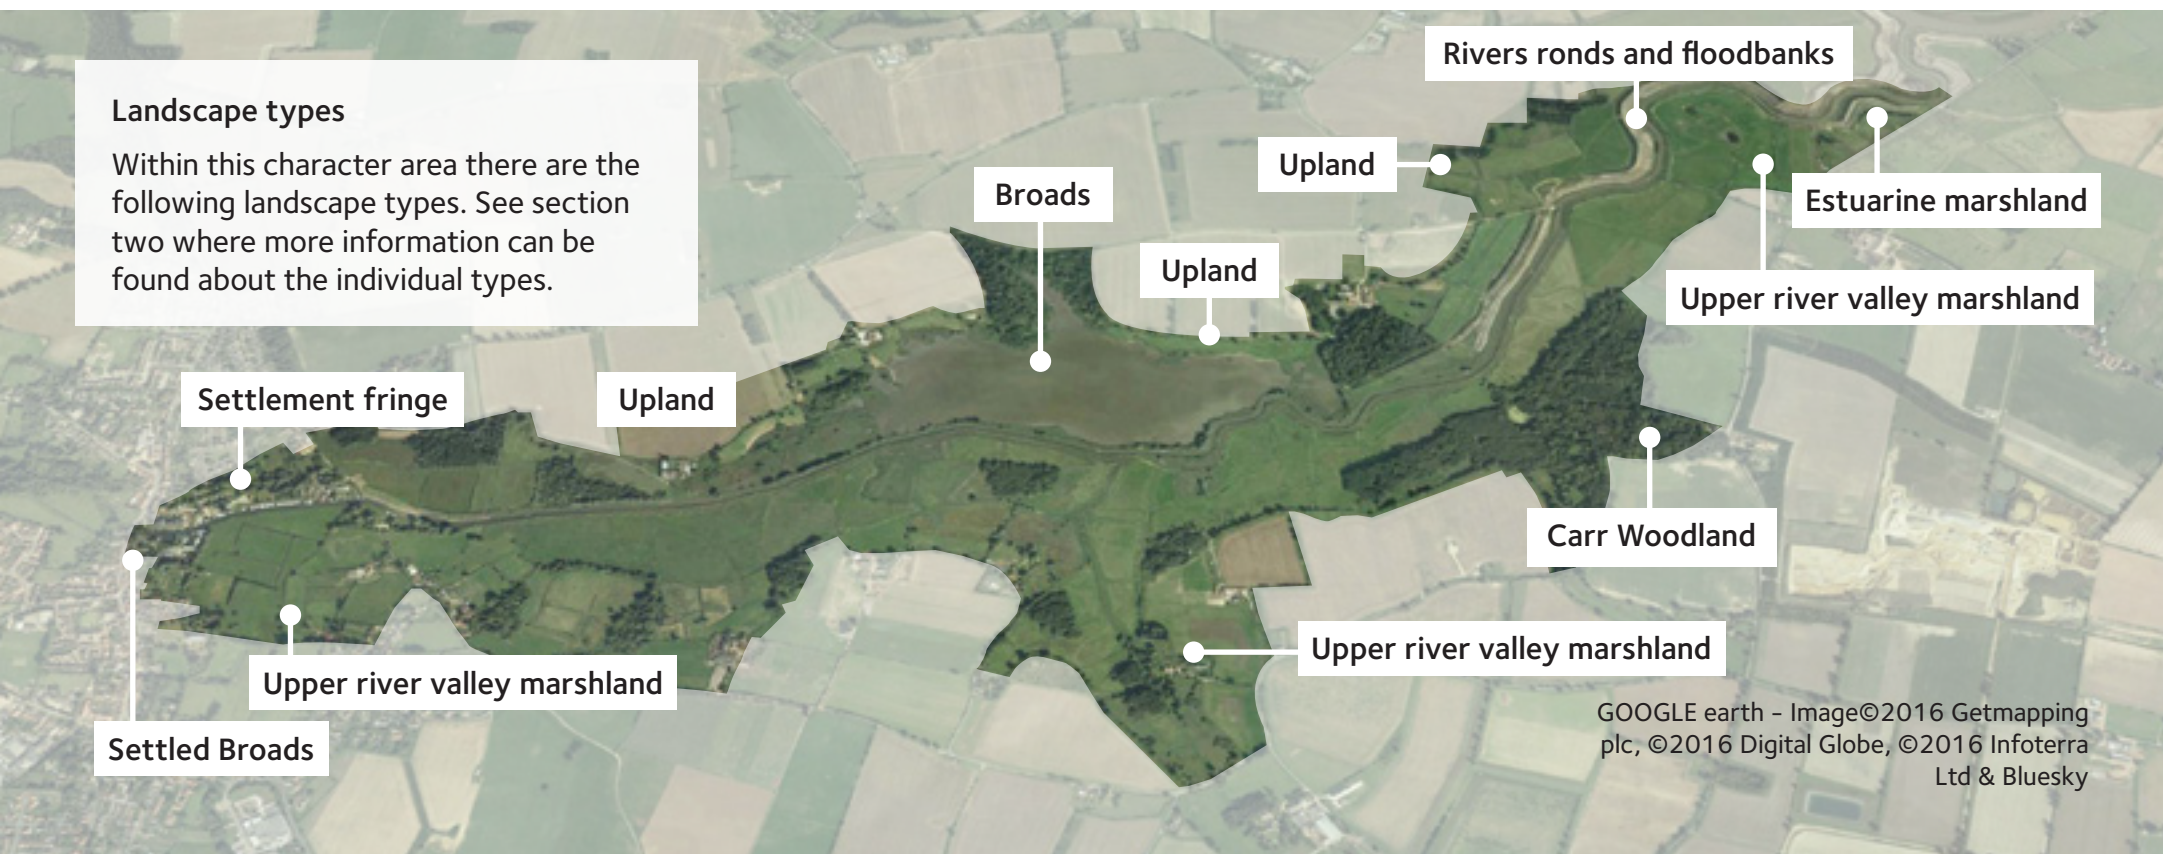 Landscape types
Within this character area there are the
following landscape types. See section
two where more information can be
found about the individual types.
Rivers ronds and floodbanks
Upland
Broads
Estuarine marshland
Upland
Upper river valley marshland
Settlement fringe
Upland
Carr Woodland
Upper river valley marshland
Upper river valley marshland
Settled Broads
GOOGLE earth – Image©2016 Getmapping
plc, ©2016 Digital Globe, ©2016 Infoterra
Ltd & Bluesky